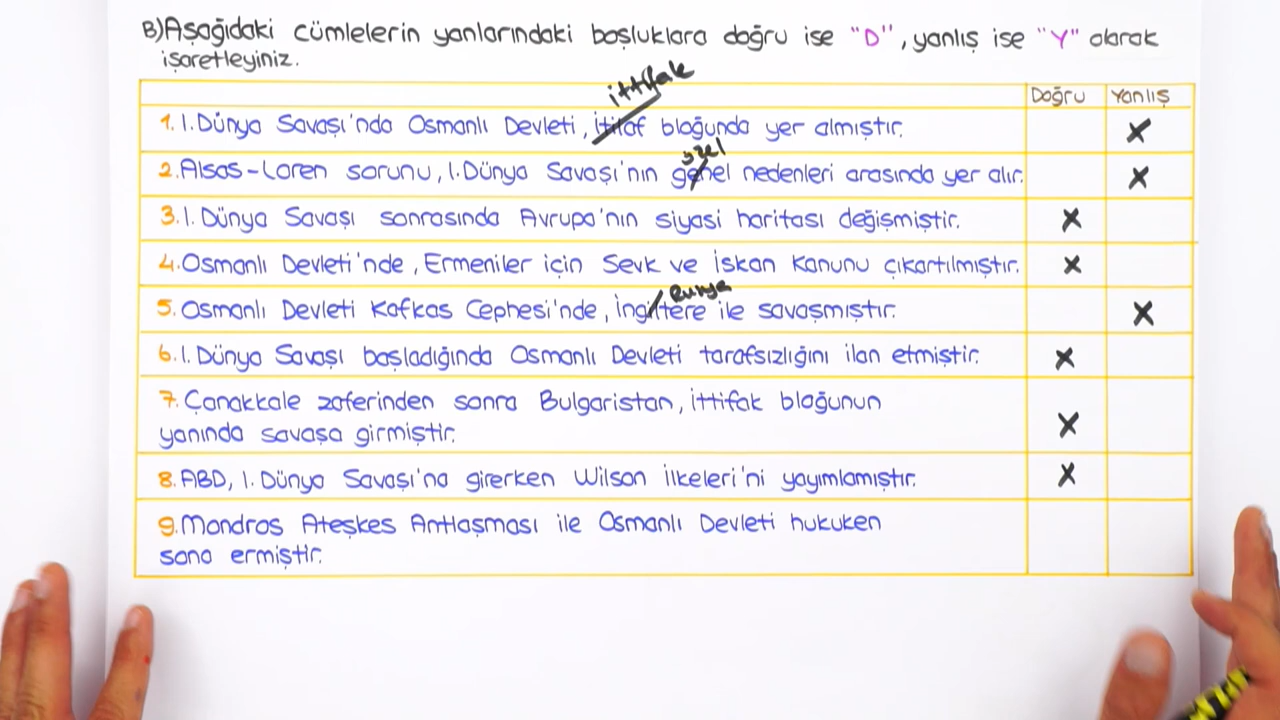 B)Aşağıdaki cümlelerin yanlarındaki boşluklara doğru ise "D", yanlış ise "Y" olarak
işaretleyiniz.
Doğru Yanlış
ittifak
1. I. Dünya Savaşı'nda Osmanlı Devleti, İtilaf bloğunda yer almıştır. X
özel
2. Alsas-Loren sorunu, I. Dünya Savaşı'nın genel nedenleri arasında yer alır. X
3. I. Dünya Savaşı sonrasında Avrupa'nın siyasi haritası değişmiştir. X
4. Osmanlı Devleti'nde, Ermeniler için Sevk ve İskan Kanunu çıkartılmıştır. X
Rusya
5. Osmanlı Devleti Kafkas Cephesi'nde, İngiltere ile savaşmıştır. X
6. I. Dünya Savaşı başladığında Osmanlı Devleti tarafsızlığını ilan etmiştir. X
7. Çanakkale zaferinden sonra Bulgaristan, İttifak bloğunun
yanında savaşa girmiştir. X
8. ABD, I. Dünya Savaşı'na girerken Wilson İlkeleri'ni yayımlamıştır. X
9. Mondros Ateşkes Antlaşması ile Osmanlı Devleti hukuken
sona ermiştir.